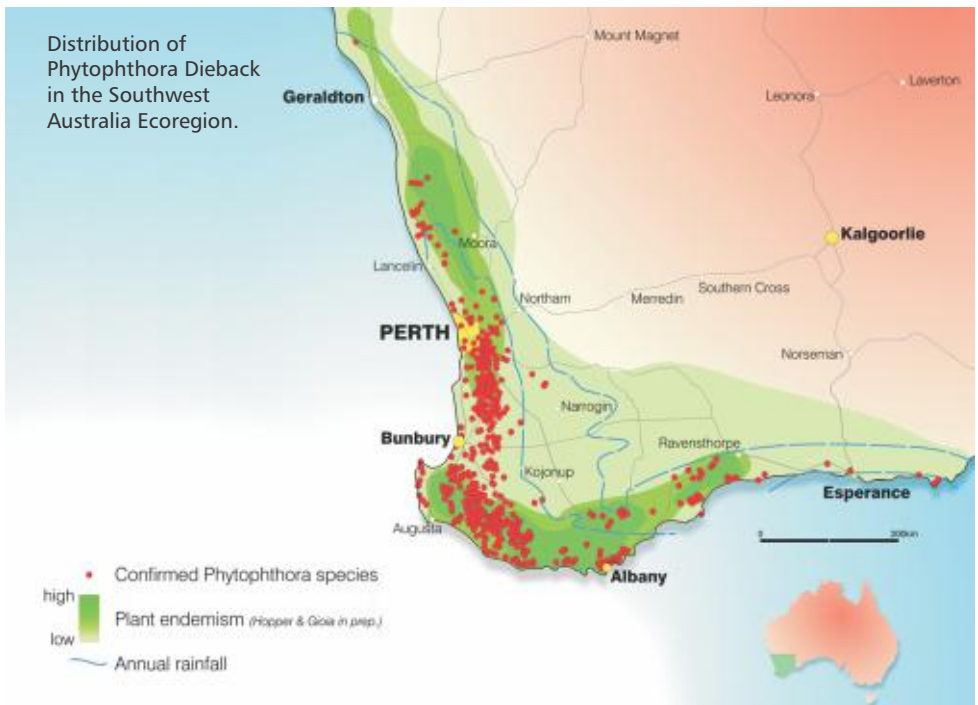 Distribution of
Phytophthora Dieback
in the Southwest
Australia Ecoregion.
Mount Magnet
Laverton
Leonora
Geraldton
Kalgoorlie
Moora
Lancelin
Southern Cross
Northam
Merredin
PERTH
Norseman
Narrogin
Bunbury
Ravensthorpe
Kojonup
Esperance
Augusta
0 200km
Albany
Confirmed Phytophthora species
high
Plant endemism (Hopper & Gioia in prep.)
low
Annual rainfall